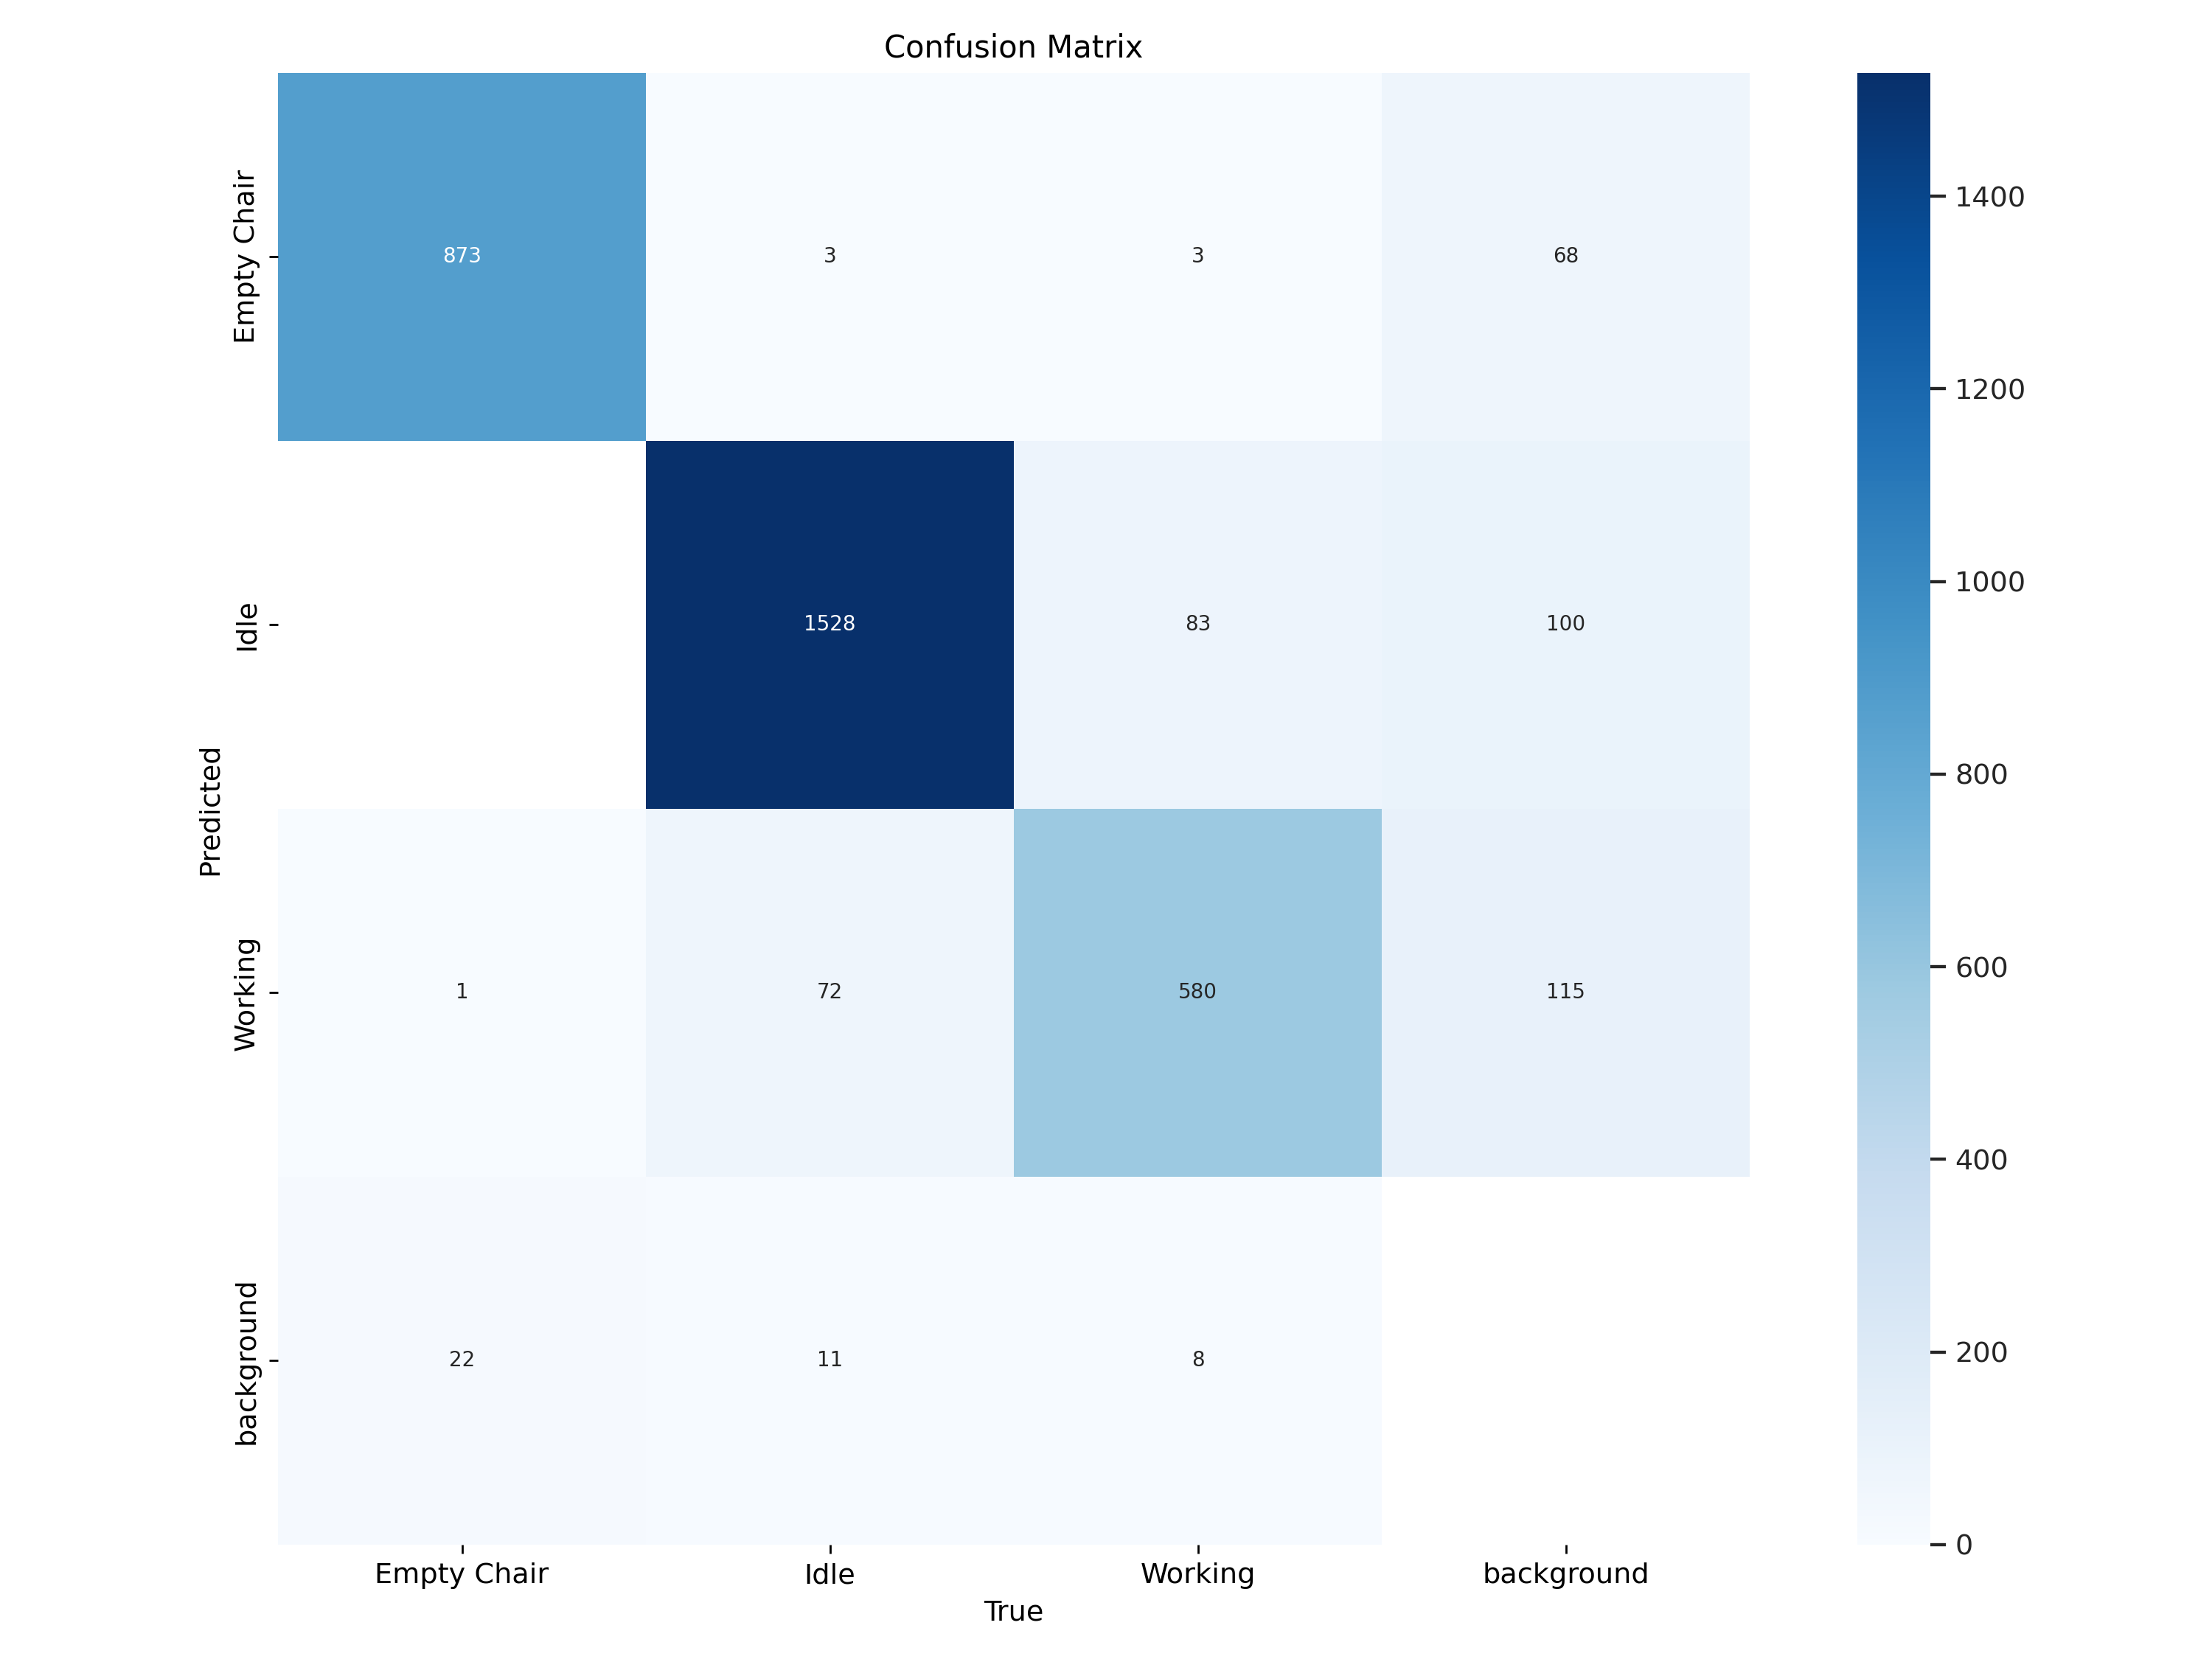 Confusion Matrix
Empty Chair
873
3
3
68
Idle
1528
83
100
Working
1
72
580
115
background
22
11
8
Predicted
Empty Chair
Idle
Working
background
True
1400
1200
1000
800
600
400
200
0